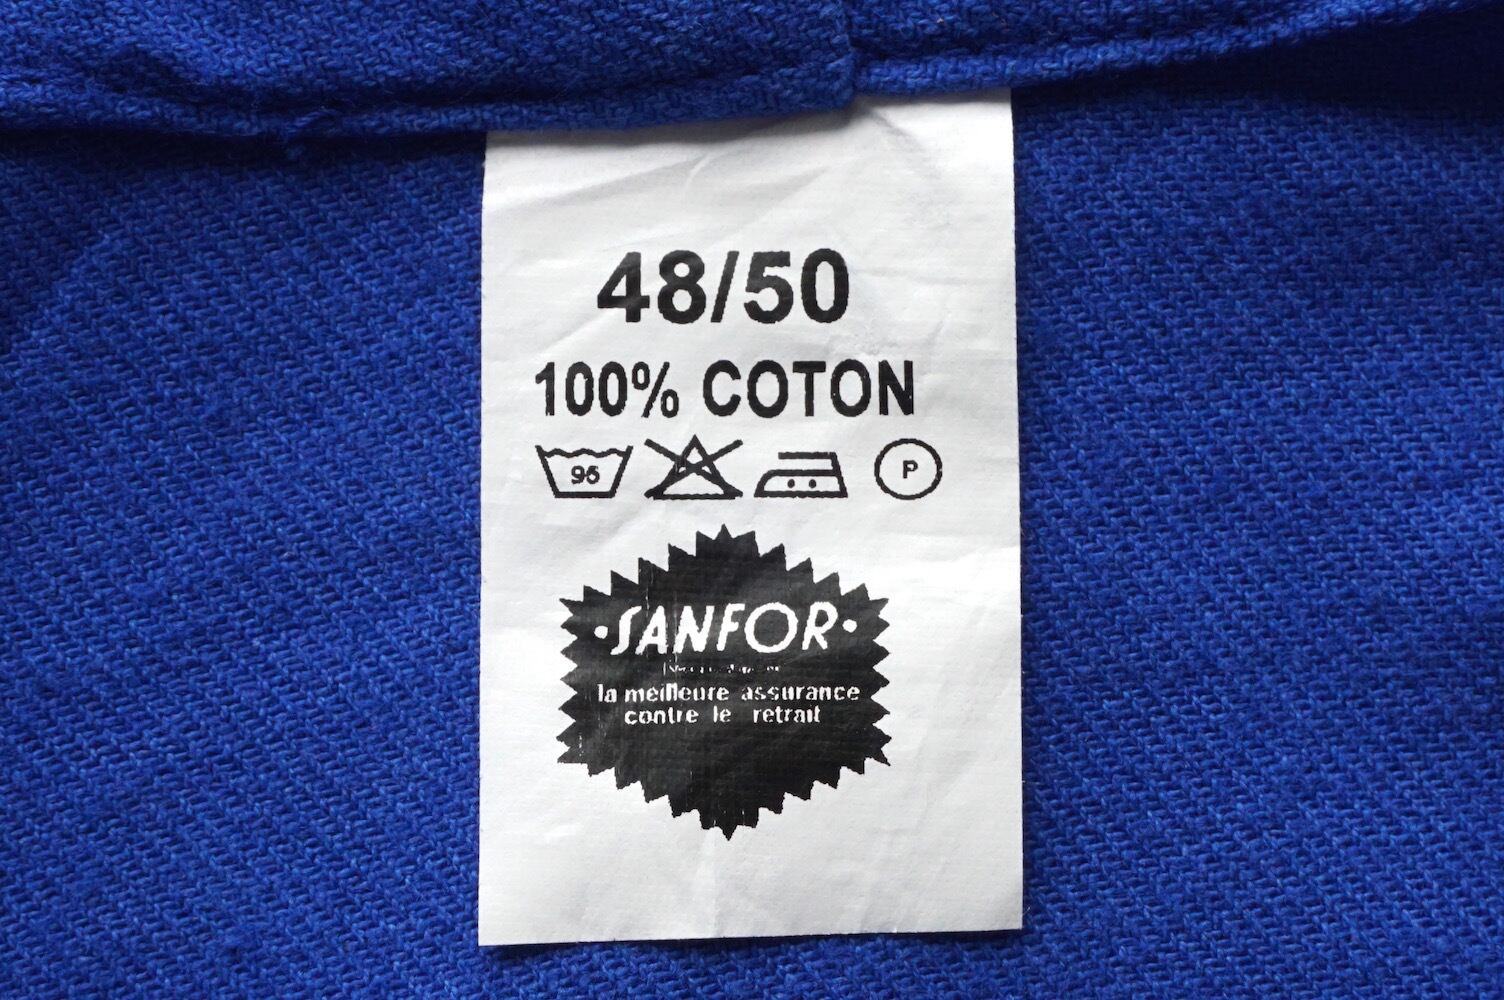 48/50
100% COTON
95
P
SANFOR
la meilleure assurance
contre le retrait